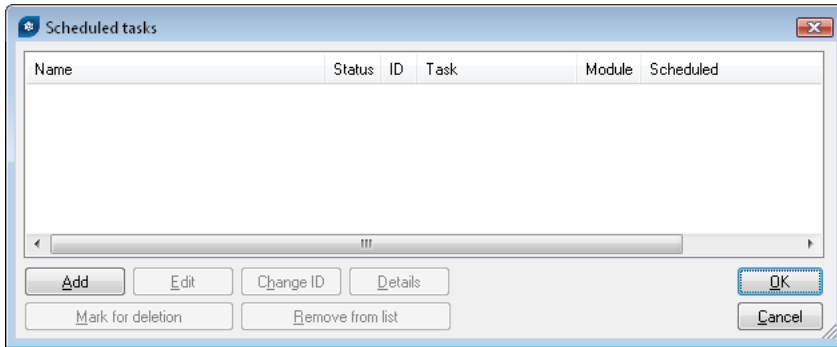 Scheduled tasks
Name Status ID Task Module Scheduled
Add Edit Change ID Details OK
Mark for deletion Remove from list Cancel